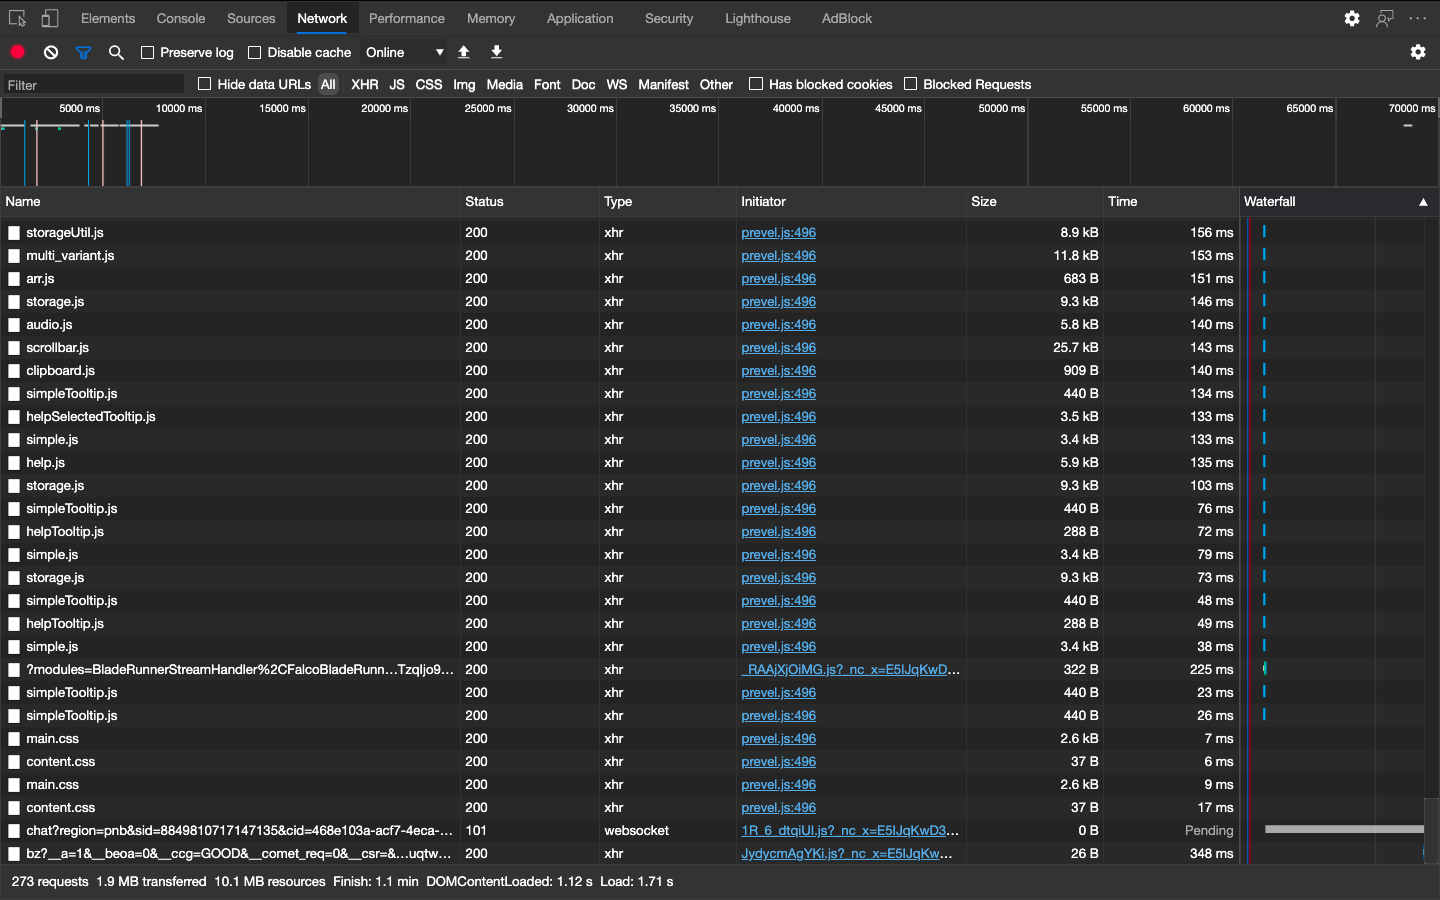 Elements Console Sources Network Performance Memory Application Security Lighthouse AdBlock
Preserve log Disable cache Online
Filter Hide data URLs All XHR JS CSS Img Media Font Doc WS Manifest Other Has blocked cookies Blocked Requests
5000 ms 10000 ms 15000 ms 20000 ms 25000 ms 30000 ms 35000 ms 40000 ms 45000 ms 50000 ms 55000 ms 60000 ms 65000 ms 70000 ms
Name Status Type Initiator Size Time Waterfall
storageUtil.js 200 xhr prevel.js:496 8.9 kB 156 ms
multi_variant.js 200 xhr prevel.js:496 11.8 kB 153 ms
arr.js 200 xhr prevel.js:496 683 B 151 ms
storage.js 200 xhr prevel.js:496 9.3 kB 146 ms
audio.js 200 xhr prevel.js:496 5.8 kB 140 ms
scrollbar.js 200 xhr prevel.js:496 25.7 kB 143 ms
clipboard.js 200 xhr prevel.js:496 909 B 140 ms
simpleTooltip.js 200 xhr prevel.js:496 440 B 134 ms
helpSelectedTooltip.js 200 xhr prevel.js:496 3.5 kB 133 ms
simple.js 200 xhr prevel.js:496 3.4 kB 133 ms
help.js 200 xhr prevel.js:496 5.9 kB 135 ms
storage.js 200 xhr prevel.js:496 9.3 kB 103 ms
simpleTooltip.js 200 xhr prevel.js:496 440 B 76 ms
helpTooltip.js 200 xhr prevel.js:496 288 B 72 ms
simple.js 200 xhr prevel.js:496 3.4 kB 79 ms
storage.js 200 xhr prevel.js:496 9.3 kB 73 ms
simpleTooltip.js 200 xhr prevel.js:496 440 B 48 ms
helpTooltip.js 200 xhr prevel.js:496 288 B 49 ms
simple.js 200 xhr prevel.js:496 3.4 kB 38 ms
?modules=BladeRunnerStreamHandler%2CFalcoBladeRunn...TzqIjo9... 200 xhr _RAAjXjOiMG.js?_nc_x=E5IJqKwD... 322 B 225 ms
simpleTooltip.js 200 xhr prevel.js:496 440 B 23 ms
simpleTooltip.js 200 xhr prevel.js:496 440 B 26 ms
main.css 200 xhr prevel.js:496 2.6 kB 7 ms
content.css 200 xhr prevel.js:496 37 B 6 ms
main.css 200 xhr prevel.js:496 2.6 kB 9 ms
content.css 200 xhr prevel.js:496 37 B 17 ms
chat?region=pnb&sid=8849810717147135&cid=468e103a-acf7-4eca-... 101 websocket 1R_6_dtqiUI.js?_nc_x=E5IJqKwD3... 0 B Pending
bz?__a=1&__beoa=0&__ccg=GOOD&__comet_req=0&__csr=&...uqtw... 200 xhr JydycmAgYKi.js?_nc_x=E5IJqKw... 26 B 348 ms
273 requests 1.9 MB transferred 10.1 MB resources Finish: 1.1 min DOMContentLoaded: 1.12 s Load: 1.71 s